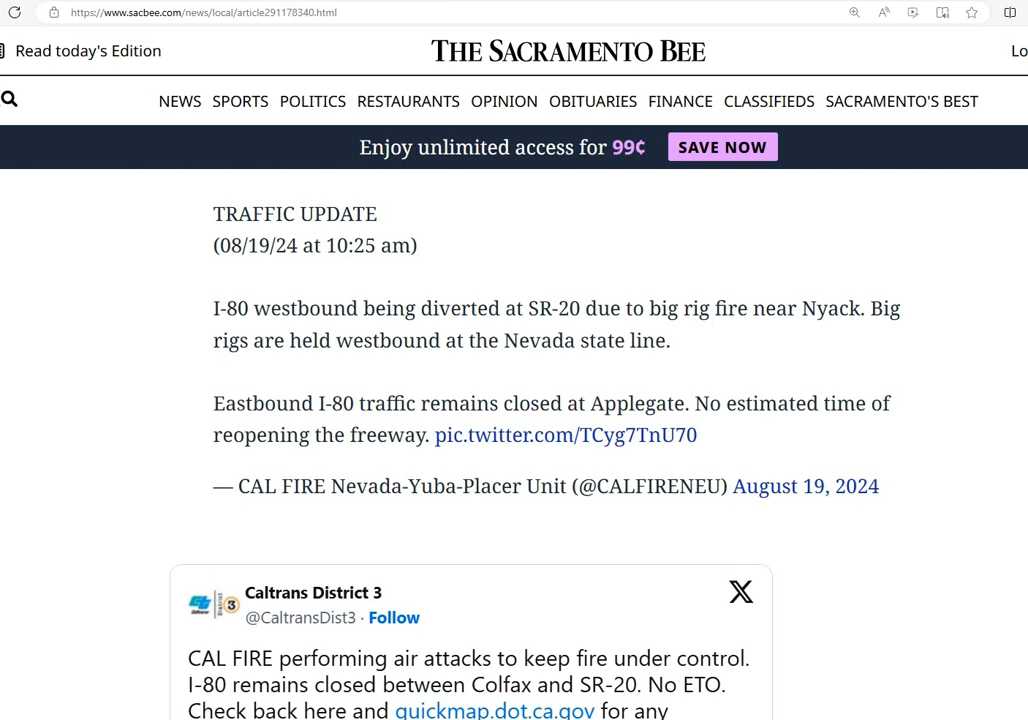 https://www.sacbee.com/news/local/article291178340.html
Read today's Edition
THE SACRAMENTO BEE
Lo
NEWS SPORTS POLITICS RESTAURANTS OPINION OBITUARIES FINANCE CLASSIFIEDS SACRAMENTO'S BEST
Enjoy unlimited access for 99¢ SAVE NOW
TRAFFIC UPDATE
(08/19/24 at 10:25 am)
I-80 westbound being diverted at SR-20 due to big rig fire near Nyack. Big
rigs are held westbound at the Nevada state line.
Eastbound I-80 traffic remains closed at Applegate. No estimated time of
reopening the freeway. pic.twitter.com/TCyg7TnU70
— CAL FIRE Nevada-Yuba-Placer Unit (@CALFIRENEU) August 19, 2024
Caltrans District 3
@CaltransDist3 · Follow
CAL FIRE performing air attacks to keep fire under control.
I-80 remains closed between Colfax and SR-20. No ETO.
Check back here and quickmap.dot.ca.gov for any